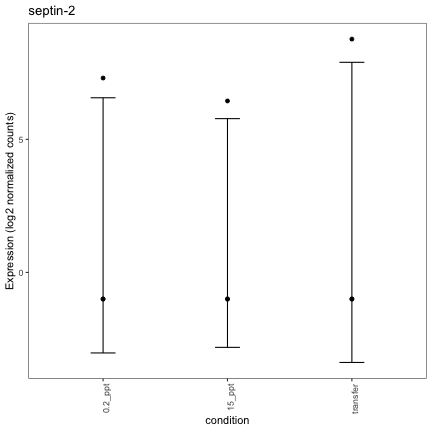 septin-2
Expression (log2 normalized counts)
5
0
0.2_ppt
15_ppt
transfer
condition